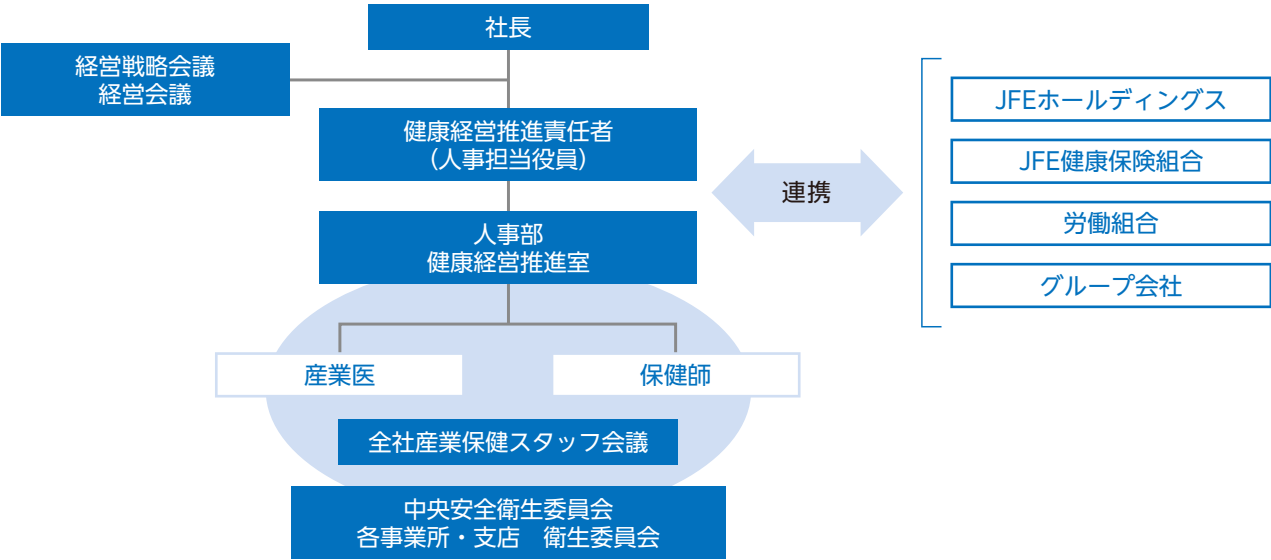 社長
経営戦略会議
経営会議
健康経営推進責任者
（人事担当役員）
人事部
健康経営推進室
産業医
保健師
全社産業保健スタッフ会議
中央安全衛生委員会
各事業所・支店　衛生委員会
連携
JFEホールディングス
JFE健康保険組合
労働組合
グループ会社